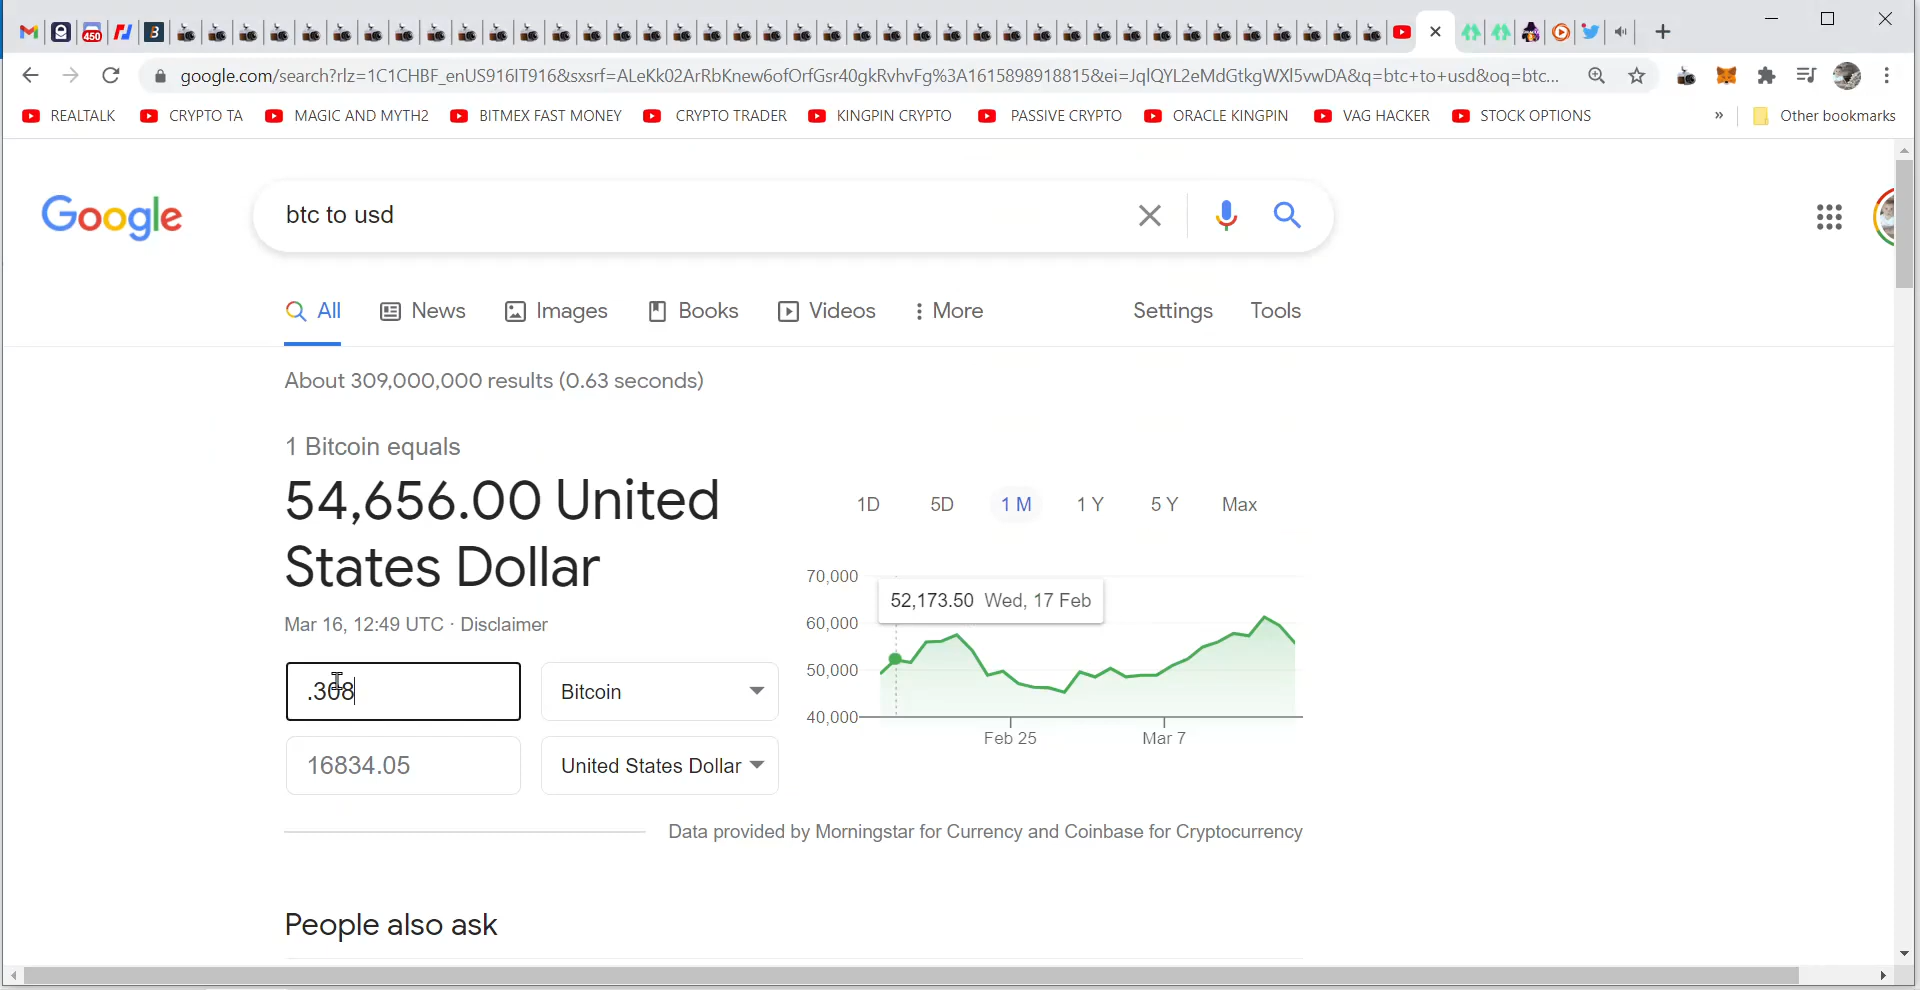 450
B
google.com/search?rlz=1C1CHBF_enUS916IT916&sxsrf=ALeKk02ArRbKnew6ofOrfGsr40gkRvhvFg%3A1615898918815&ei=JqlQYL2eMdGtkgWXl5vwDA&q=btc+to+usd&oq=btc...
REALTALK CRYPTO TA MAGIC AND MYTH2 BITMEX FAST MONEY CRYPTO TRADER KINGPIN CRYPTO PASSIVE CRYPTO ORACLE KINGPIN VAG HACKER STOCK OPTIONS » Other bookmarks
Google
btc to usd
All News Images Books Videos More Settings Tools
About 309,000,000 results (0.63 seconds)
1 Bitcoin equals
54,656.00 United
States Dollar
Mar 16, 12:49 UTC · Disclaimer
.308 Bitcoin
16834.05 United States Dollar
1D 5D 1 M 1 Y 5 Y Max
70,000
52,173.50 Wed, 17 Feb
60,000
50,000
40,000
Feb 25 Mar 7
Data provided by Morningstar for Currency and Coinbase for Cryptocurrency
People also ask